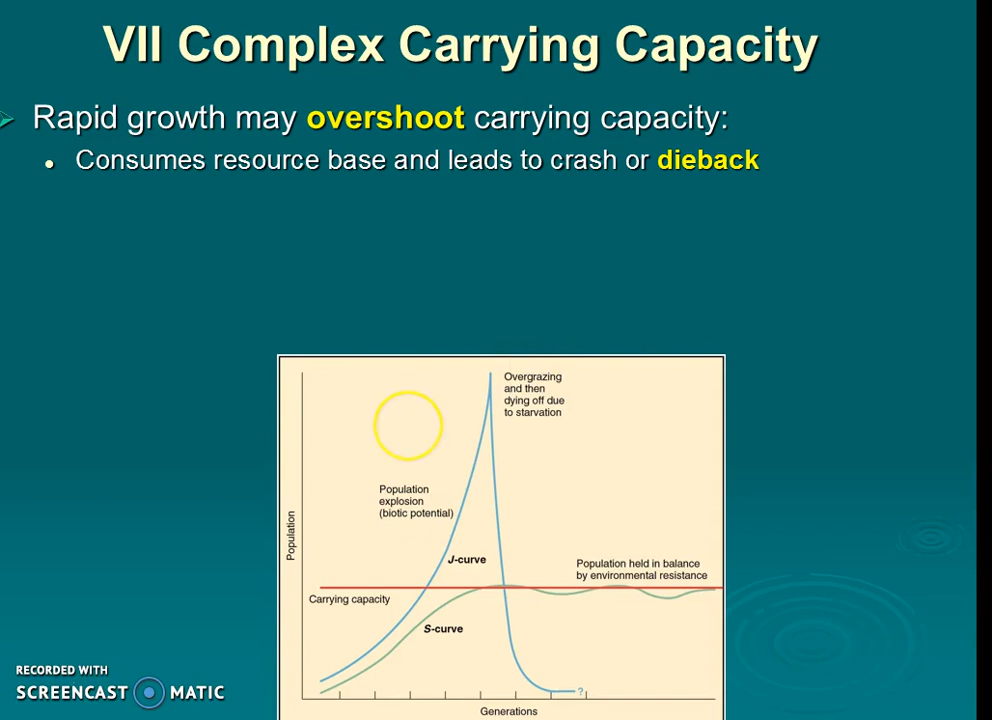 VII Complex Carrying Capacity
Rapid growth may overshoot carrying capacity:
Consumes resource base and leads to crash or dieback
Overgrazing
and then
dying off due
to starvation
Population
explosion
(biotic potential)
Population
J-curve
Population held in balance
by environmental resistance
Carrying capacity
S-curve
?
Generations
RECORDED WITH
SCREENCAST MATIC